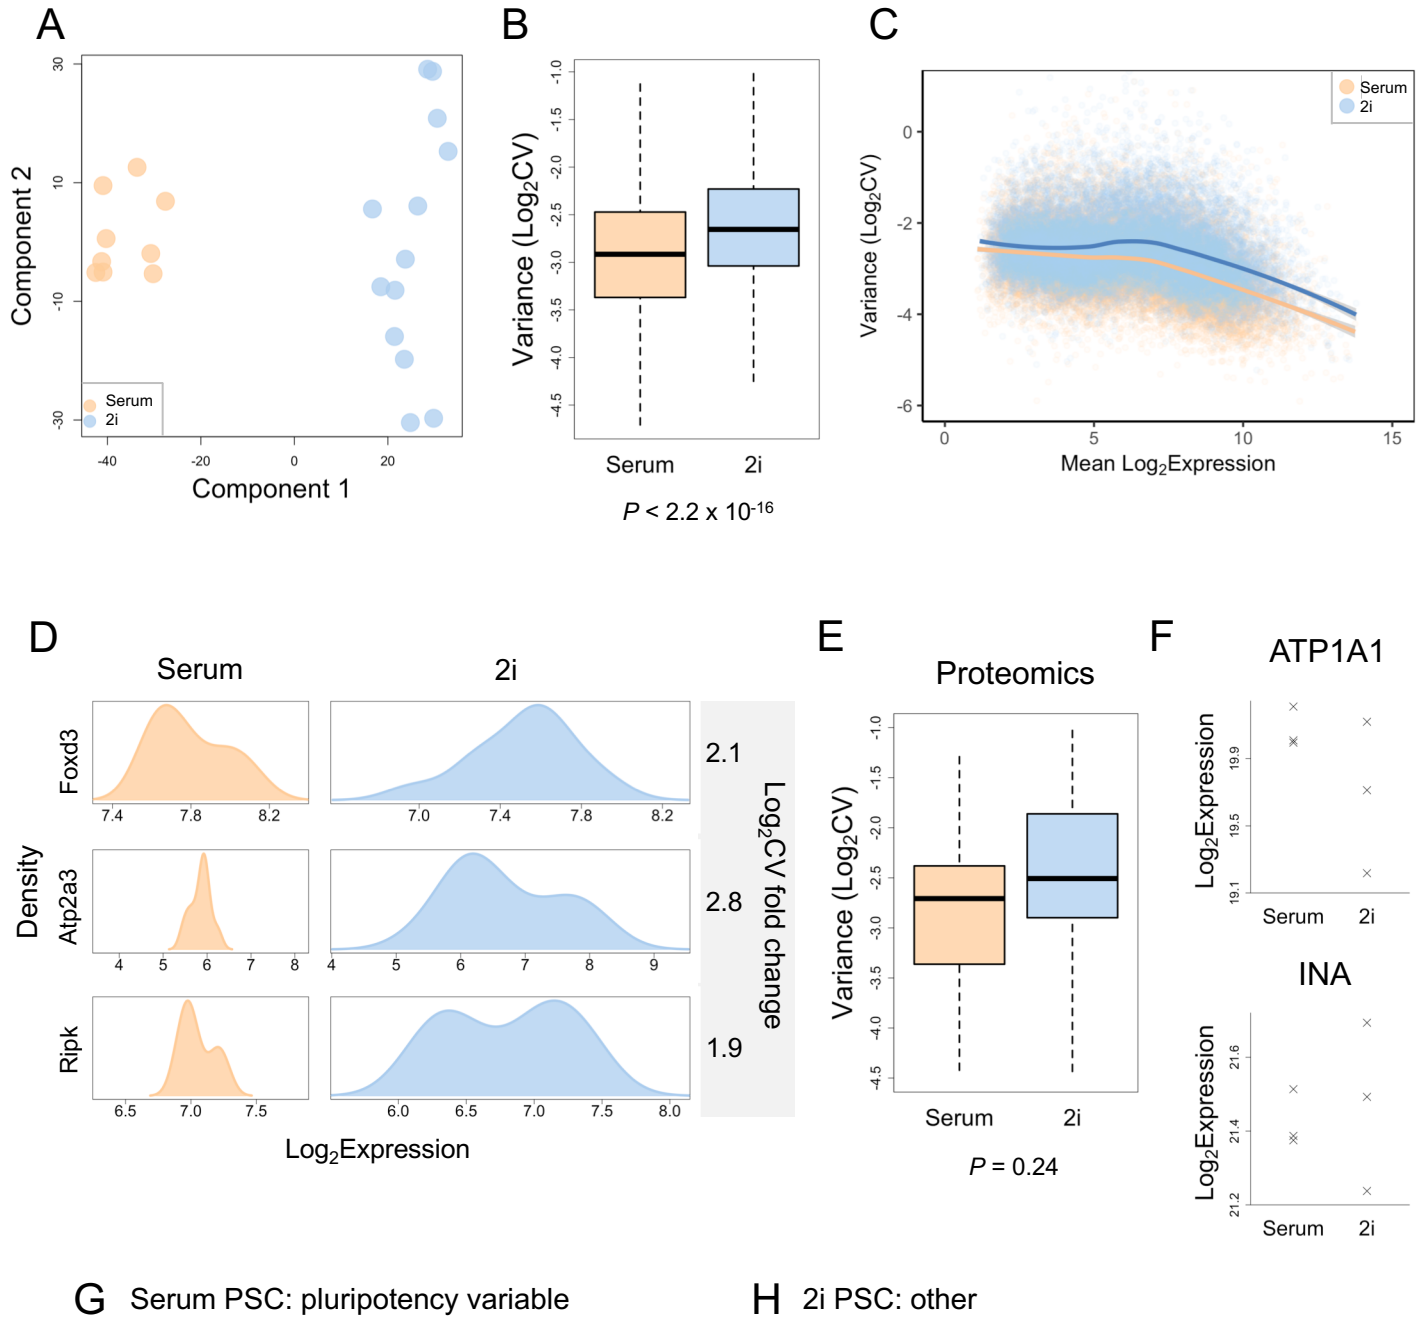 A
30
10
-10
-30
Component 2
Serum
2i
-40
-20
0
20
Component 1
B
-1.0
-1.5
-2.0
-2.5
-3.0
-3.5
-4.0
-4.5
Variance (Log2CV)
Serum
2i
P < 2.2 x 10-16
C
Serum
2i
0
-2
-4
-6
Variance (Log2CV)
0
5
10
15
Mean Log2Expression
D
Serum
2i
Density
Foxd3
7.4
7.8
8.2
7.0
7.4
7.8
8.2
2.1
Atp2a3
4
5
6
7
8
4
5
6
7
8
9
2.8
Ripk
6.5
7.0
7.5
6.0
6.5
7.0
7.5
8.0
1.9
Log2CV fold change
Log2Expression
E
Proteomics
-1.0
-1.5
-2.0
-2.5
-3.0
-3.5
-4.0
-4.5
Variance (Log2CV)
Serum
2i
P = 0.24
F
ATP1A1
Log2Expression
19.9
19.5
19.1
Serum
2i
INA
Log2Expression
21.6
21.4
21.2
Serum
2i
G Serum PSC: pluripotency variable
H 2i PSC: other